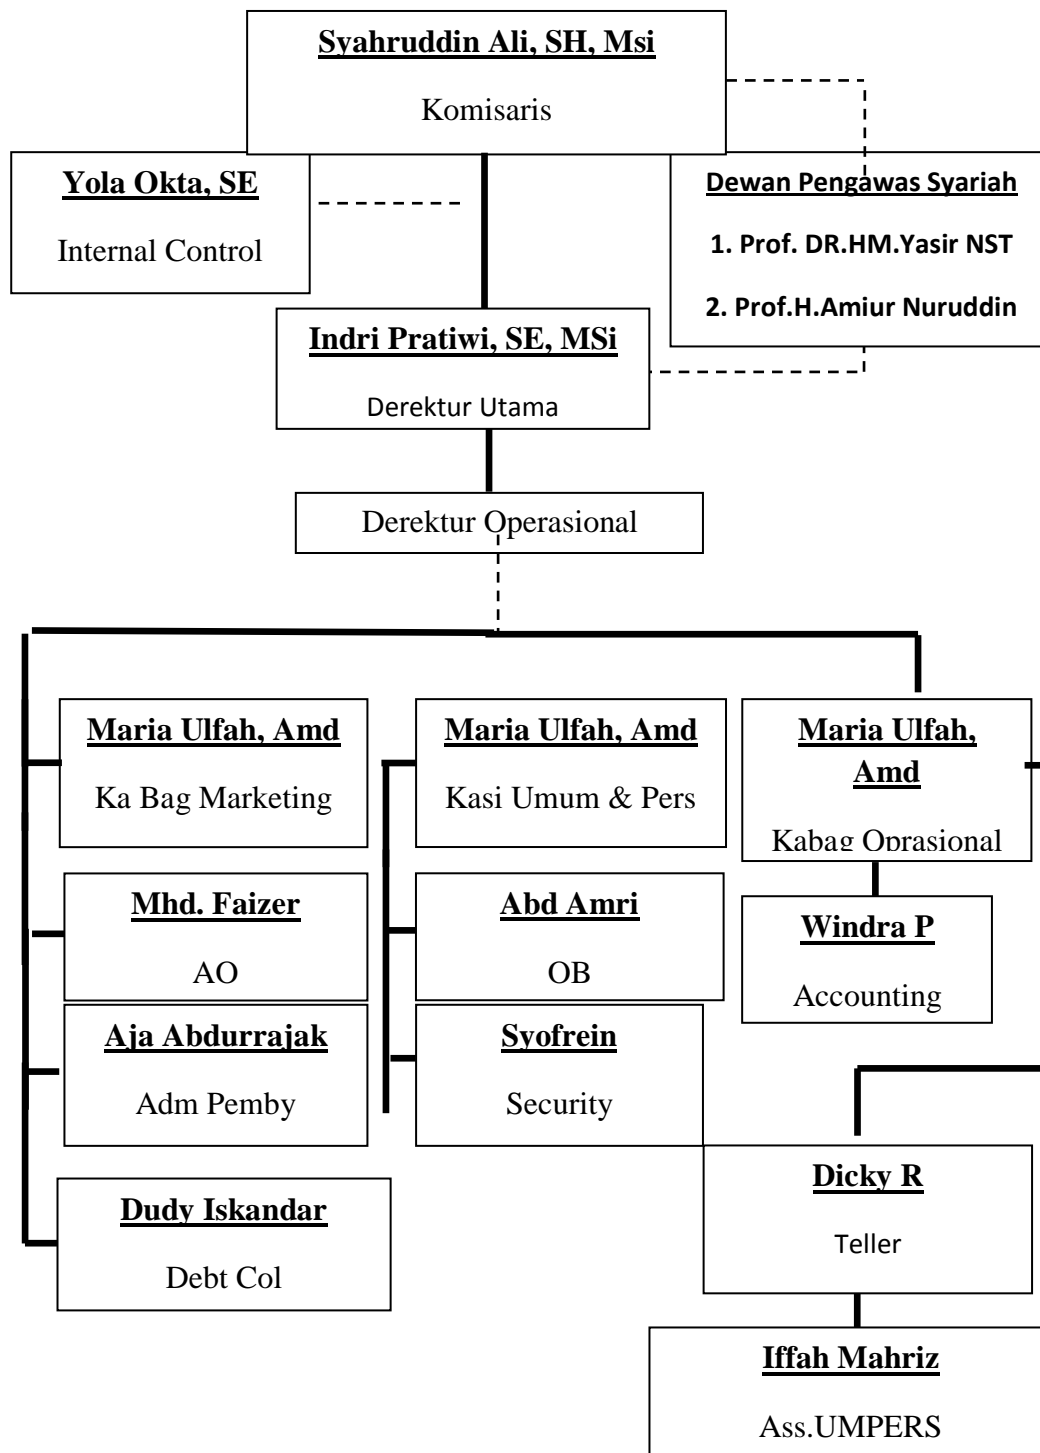 Syahruddin Ali, SH, Msi
Komisaris
Yola Okta, SE
Internal Control
Dewan Pengawas Syariah
1. Prof. DR.HM.Yasir NST
2. Prof.H.Amiur Nuruddin
Indri Pratiwi, SE, MSi
Derektur Utama
Derektur Operasional
Maria Ulfah, Amd
Ka Bag Marketing
Maria Ulfah, Amd
Kasi Umum & Pers
Maria Ulfah,
Amd
Kabag Oprasional
Mhd. Faizer
AO
Abd Amri
OB
Windra P
Accounting
Aja Abdurrajak
Adm Pemby
Syofrein
Security
Dicky R
Teller
Dudy Iskandar
Debt Col
Iffah Mahriz
Ass.UMPERS